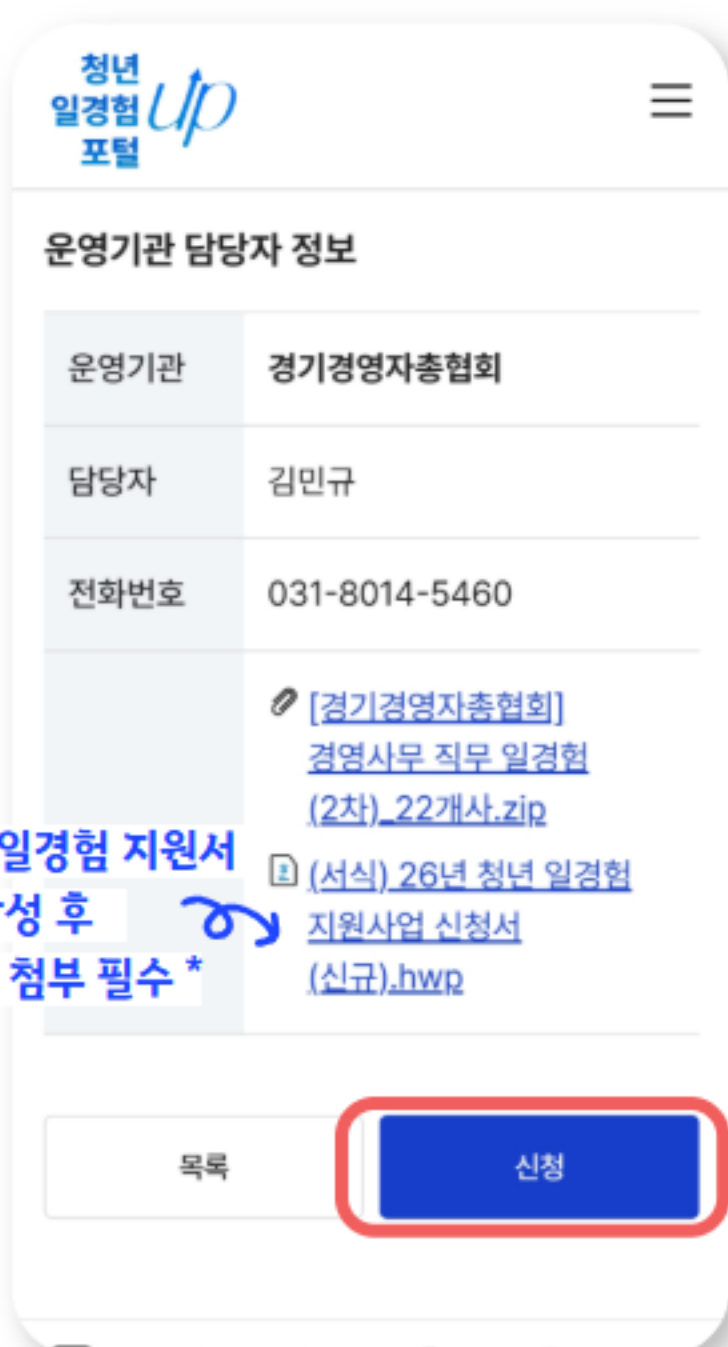 청년
일경험 up
포털
운영기관 담당자 정보
운영기관 경기경영자총협회
담당자 김민규
전화번호 031-8014-5460
[경기경영자총협회]
경영사무 직무 일경험
(2차)_22개사.zip
일경험 지원서
(서식) 26년 청년 일경험
성 후
지원사업 신청서
첨부 필수 *
(신규).hwp
목록 신청